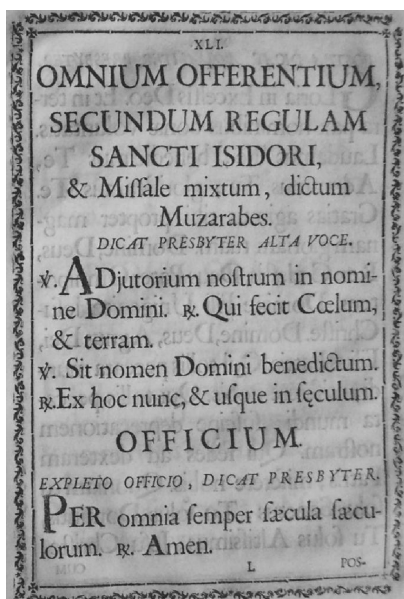 XLI.
OMNIUM OFFERENTIUM,
SECUNDUM REGULAM
SANCTI ISIDORI,
& Miſſale mixtum, dictum
Muzarabes.
DICAT PRESBYTER ALTA VOCE.
℣. ADjutorium noſtrum in nomi-
ne Domini. ℟. Qui fecit Cœlum,
& terram.
℣. Sit nomen Domini benedictum.
℟. Ex hoc nunc, & uſque in ſęculum.
OFFICIUM.
EXPLETO OFFICIO, DICAT PRESBYTER.
PER omnia ſemper ſæcula ſæcu-
lorum. ℟. Amen.
L POS-